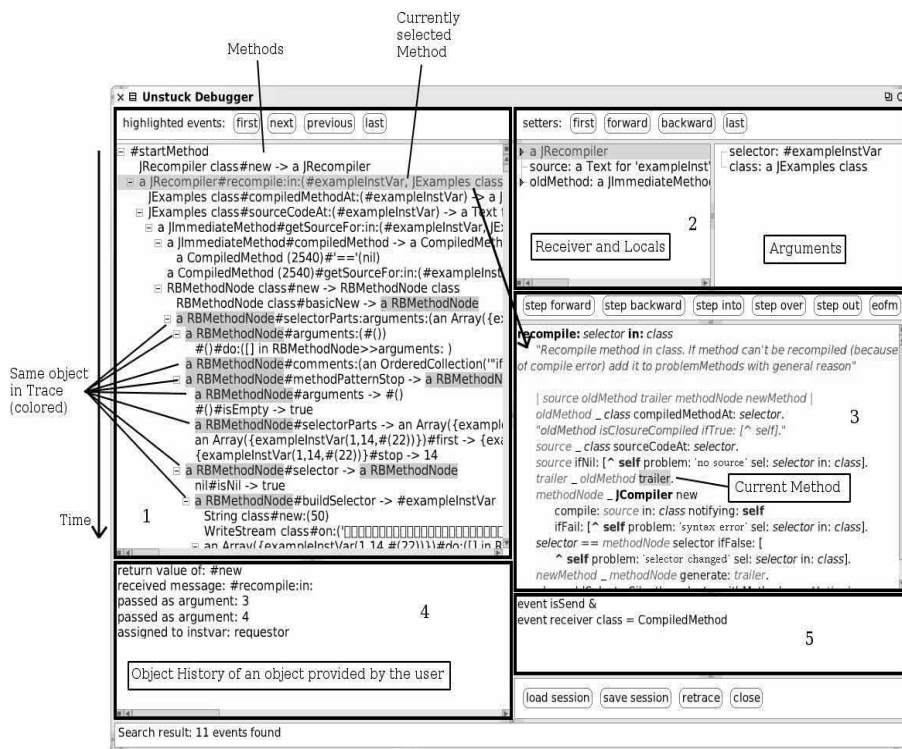 Currently
selected
Method
Methods
Unstuck Debugger
highlighted events: first next previous last
#startMethod
JRecompiler class#new -> a JRecompiler
a JRecompiler#recompile:in:(#exampleInstVar, JExamples class
JExamples class#compiledMethodAt:(#exampleInstVar) -> a J
JExamples class#sourceCodeAt:(#exampleInstVar) -> a Text f
a JImmediateMethod#getSourceFor:in:(#exampleInstVar, JEx
a JImmediateMethod#compiledMethod -> a CompiledMeth
a CompiledMethod (2540)#'=='(nil)
a CompiledMethod (2540)#getSourceFor:in:(#exampleInst
RBMethodNode class#new -> RBMethodNode class
RBMethodNode class#basicNew -> a RBMethodNode
a RBMethodNode#selectorParts:arguments:(an Array({ex
a RBMethodNode#arguments:(#())
#()#do:([] in RBMethodNode>>arguments: )
a RBMethodNode#comments:(an OrderedCollection('"if
a RBMethodNode#methodPatternStop -> a RBMethodN
a RBMethodNode#arguments -> #()
#()#isEmpty -> true
a RBMethodNode#selectorParts -> an Array({exampleInst
an Array({exampleInstVar(1,14,#(22))})#first -> {exa
{exampleInstVar(1,14,#(22))}#stop -> 14
a RBMethodNode#selector -> a RBMethodNode
nil#isNil -> true
a RBMethodNode#buildSelector -> #exampleInstVar
String class#new:(50)
WriteStream class#on:('
an Array({exampleInstVar(1,14,#(22))})#do:([] in R
1
Same object
in Trace
(colored)
Time
setters: first forward backward last
a JRecompiler
source: a Text for 'exampleInst'
oldMethod: a JImmediateMetho
2
Receiver and Locals
selector: #exampleInstVar
class: a JExamples class
Arguments
step forward step backward step into step over step out eofm
recompile: selector in: class
"Recompile method in class. If method can't be recompiled (because
of compile error) add it to problemMethods with general reason"
| source oldMethod trailer methodNode newMethod |
oldMethod _ class compiledMethodAt: selector.
"oldMethod isClosureCompiled ifTrue: [^ self]."
source _ class sourceCodeAt: selector.
source ifNil: [^ self problem: 'no source' sel: selector in: class].
trailer _ oldMethod trailer.
methodNode _ JCompiler new
compile: source in: class notifying: self
ifFail: [^ self problem: 'syntax error' sel: selector in: class].
selector == methodNode selector ifFalse: [
^ self problem: 'selector changed' sel: selector in: class].
newMethod _ methodNode generate: trailer.
3
Current Method
return value of: #new
received message: #recompile:in:
passed as argument: 3
passed as argument: 4
assigned to instvar: requestor
4
Object History of an object provided by the user
event isSend &
event receiver class = CompiledMethod
5
load session save session retrace close
Search result: 11 events found